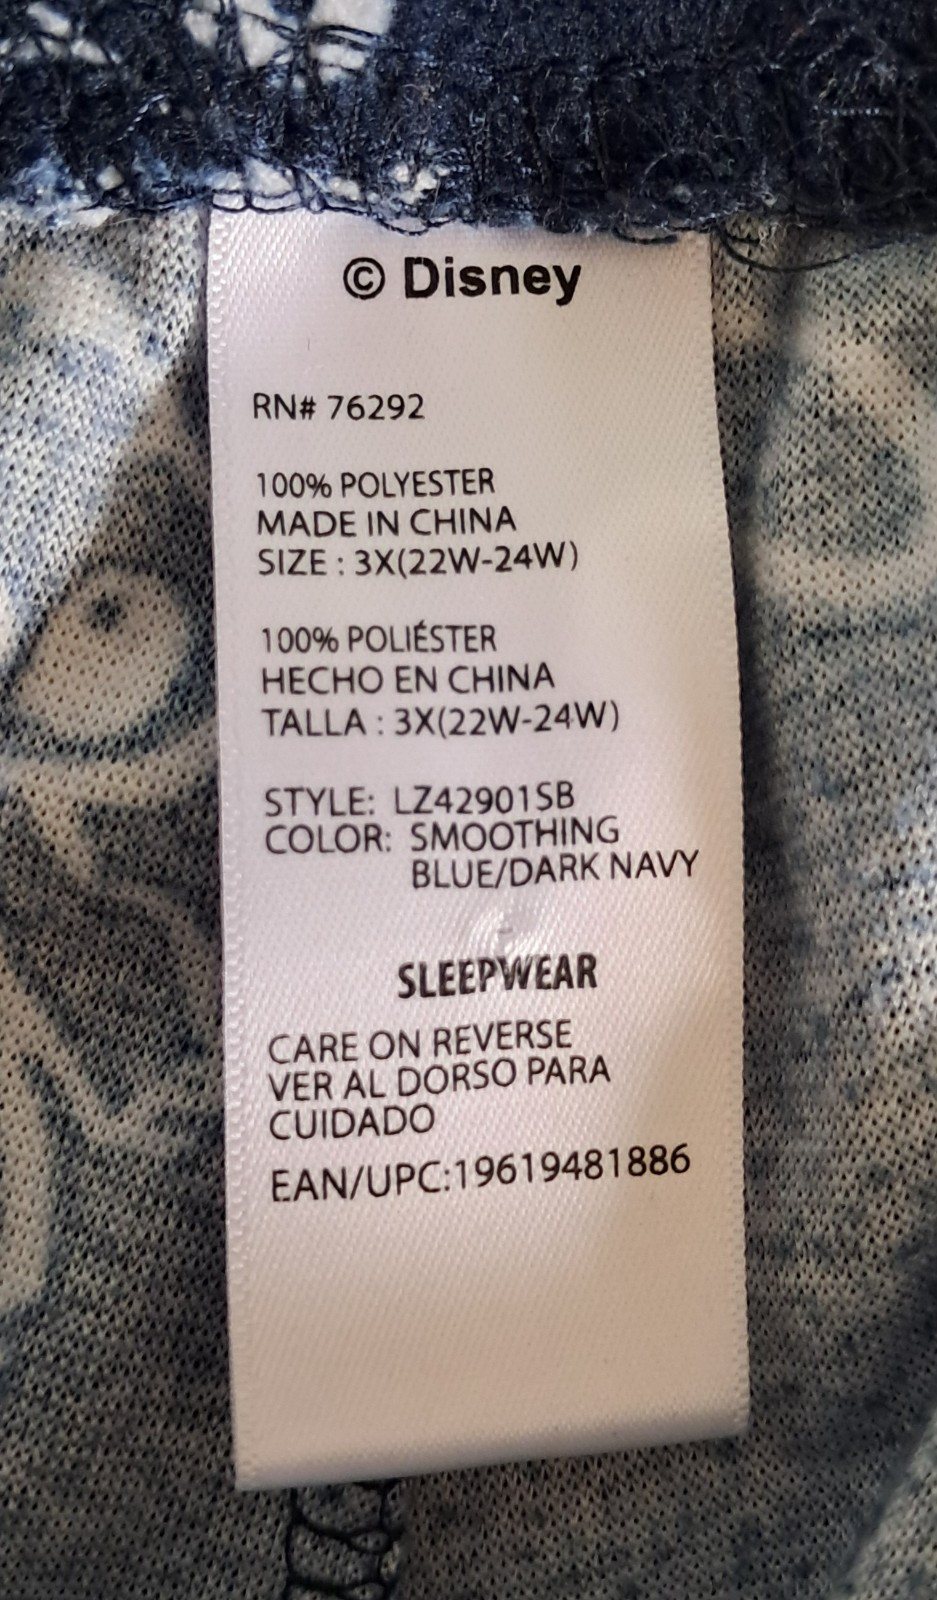 © Disney
RN# 76292
100% POLYESTER
MADE IN CHINA
SIZE : 3X(22W-24W)
100% POLIÉSTER
HECHO EN CHINA
TALLA : 3X(22W-24W)
STYLE: LZ42901SB
COLOR: SMOOTHING
BLUE/DARK NAVY
SLEEPWEAR
CARE ON REVERSE
VER AL DORSO PARA
CUIDADO
EAN/UPC:19619481886